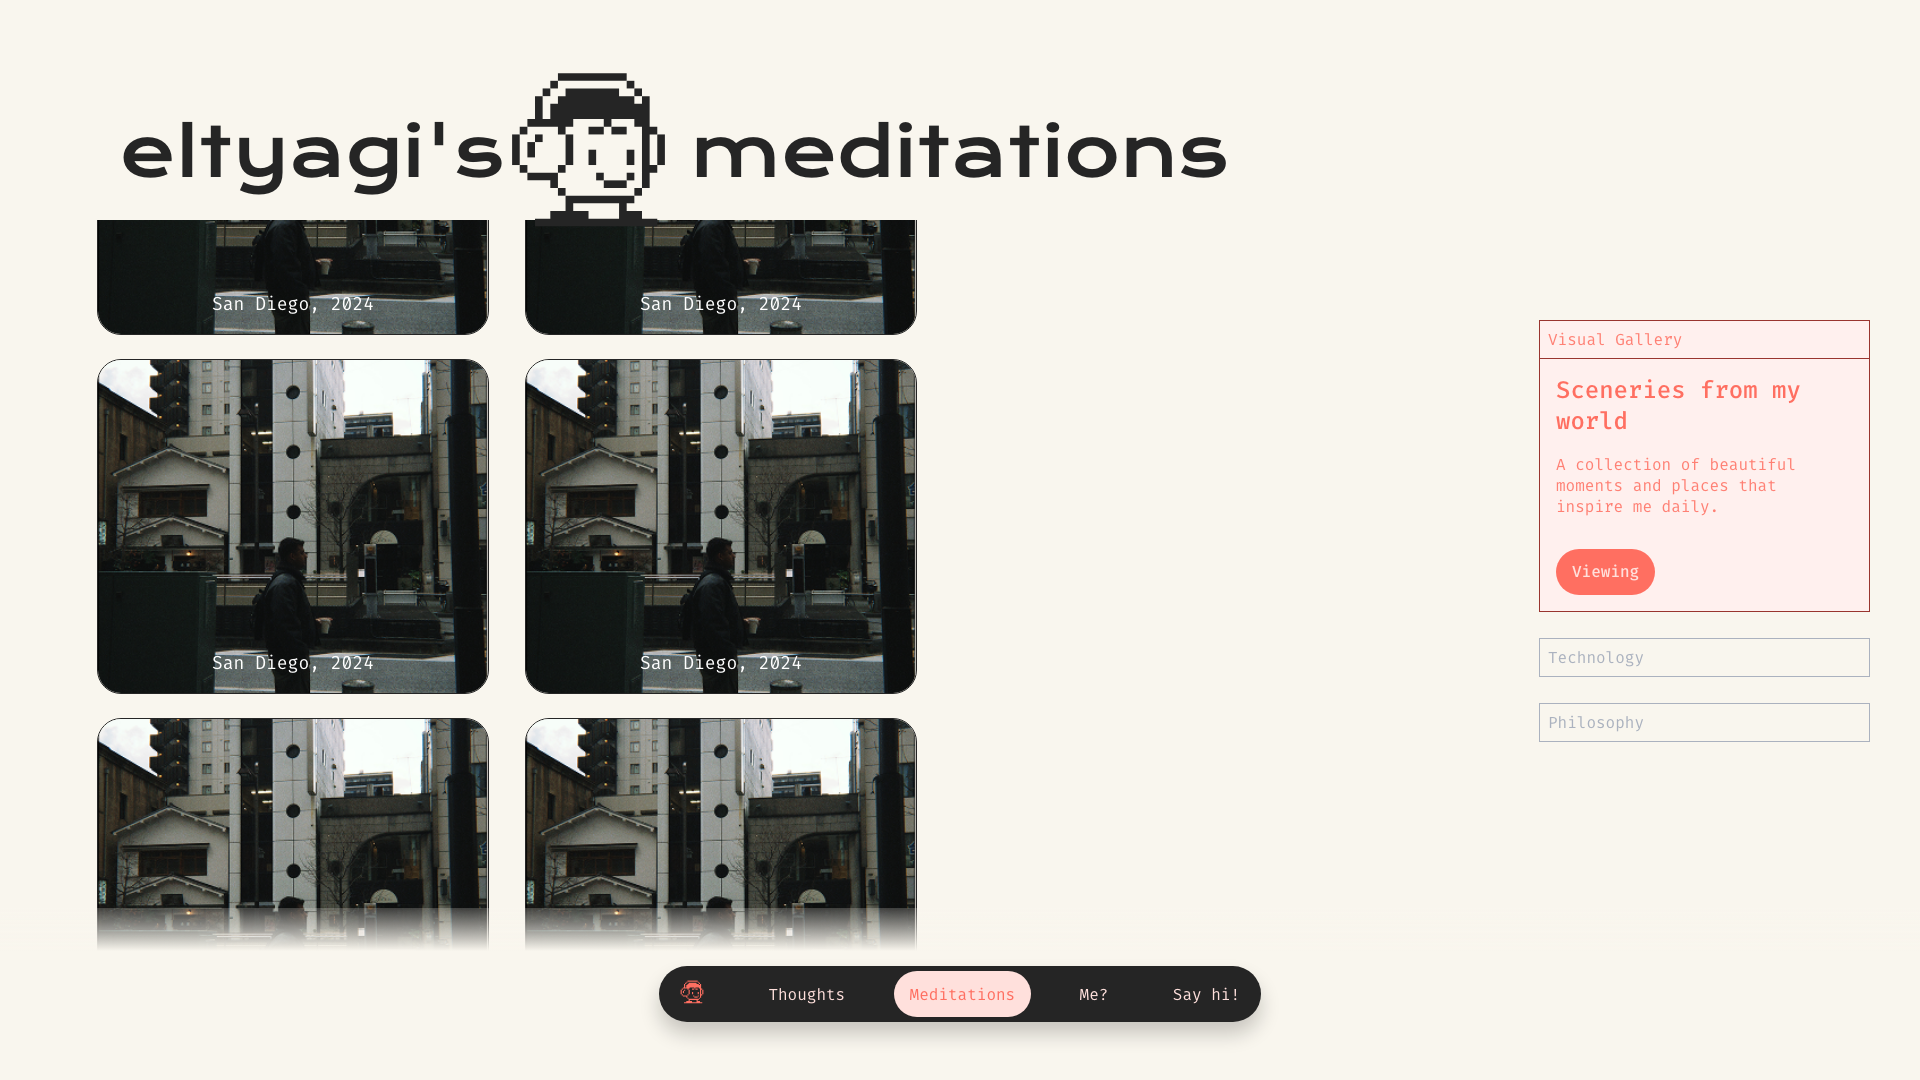 eltyagi's meditations
San Diego, 2024
San Diego, 2024
San Diego, 2024
San Diego, 2024
Visual Gallery
Sceneries from my
world
A collection of beautiful
moments and places that
inspire me daily.
Viewing
Technology
Philosophy
Thoughts
Meditations
Me?
Say hi!